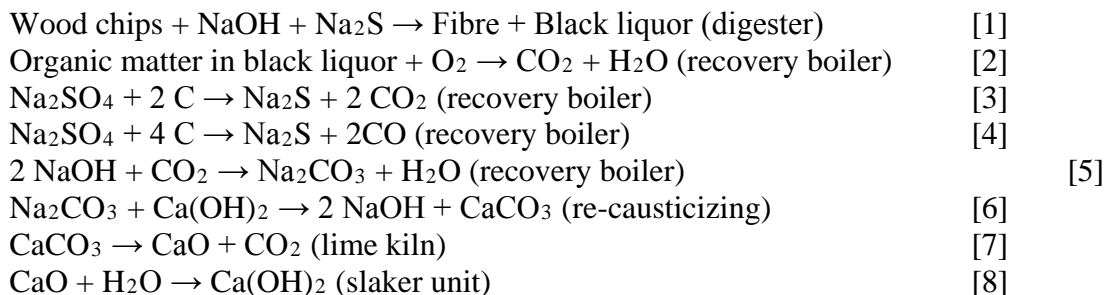 Wood chips + NaOH + Na2S → Fibre + Black liquor (digester) [1]
Organic matter in black liquor + O2 → CO2 + H2O (recovery boiler) [2]
Na2SO4 + 2 C → Na2S + 2 CO2 (recovery boiler) [3]
Na2SO4 + 4 C → Na2S + 2CO (recovery boiler) [4]
2 NaOH + CO2 → Na2CO3 + H2O (recovery boiler) [5]
Na2CO3 + Ca(OH)2 → 2 NaOH + CaCO3 (re-causticizing) [6]
CaCO3 → CaO + CO2 (lime kiln) [7]
CaO + H2O → Ca(OH)2 (slaker unit) [8]